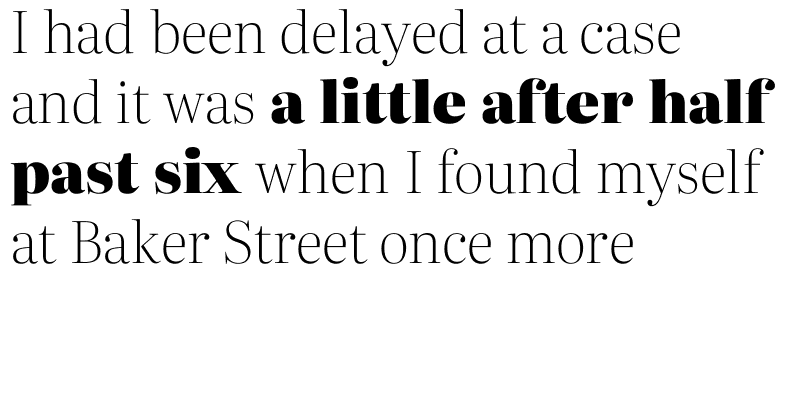 I had been delayed at a case
and it was a little after half
past six when I found myself
at Baker Street once more